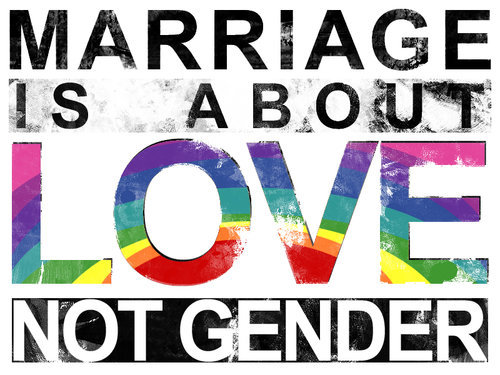 MARRIAGE
IS ABOUT
LOVE
NOT GENDER